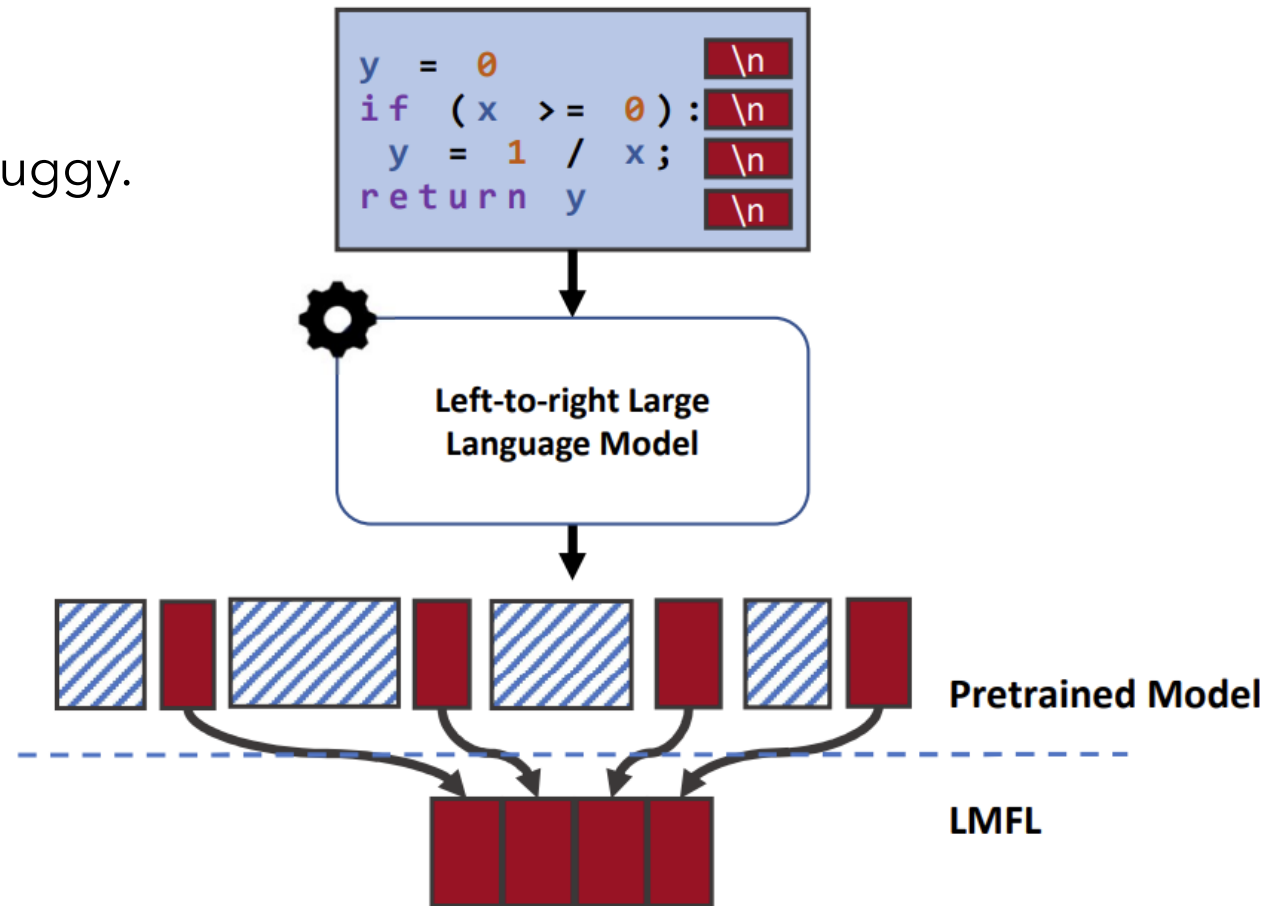 y = 0 \n
if (x >= 0): \n
y = 1 / x; \n
return y \n
uggy.
Left-to-right Large
Language Model
Pretrained Model
LMFL